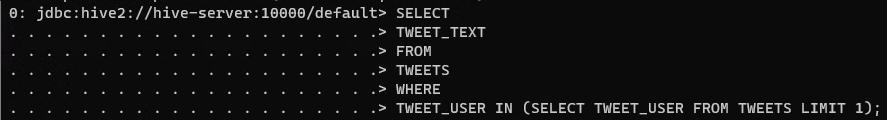 0: jdbc:hive2://hive-server:10000/default> SELECT
. . . . . . . . . . . . . . . . . . . . . .> TWEET_TEXT
. . . . . . . . . . . . . . . . . . . . . .> FROM
. . . . . . . . . . . . . . . . . . . . . .> TWEETS
. . . . . . . . . . . . . . . . . . . . . .> WHERE
. . . . . . . . . . . . . . . . . . . . . .> TWEET_USER IN (SELECT TWEET_USER FROM TWEETS LIMIT 1);